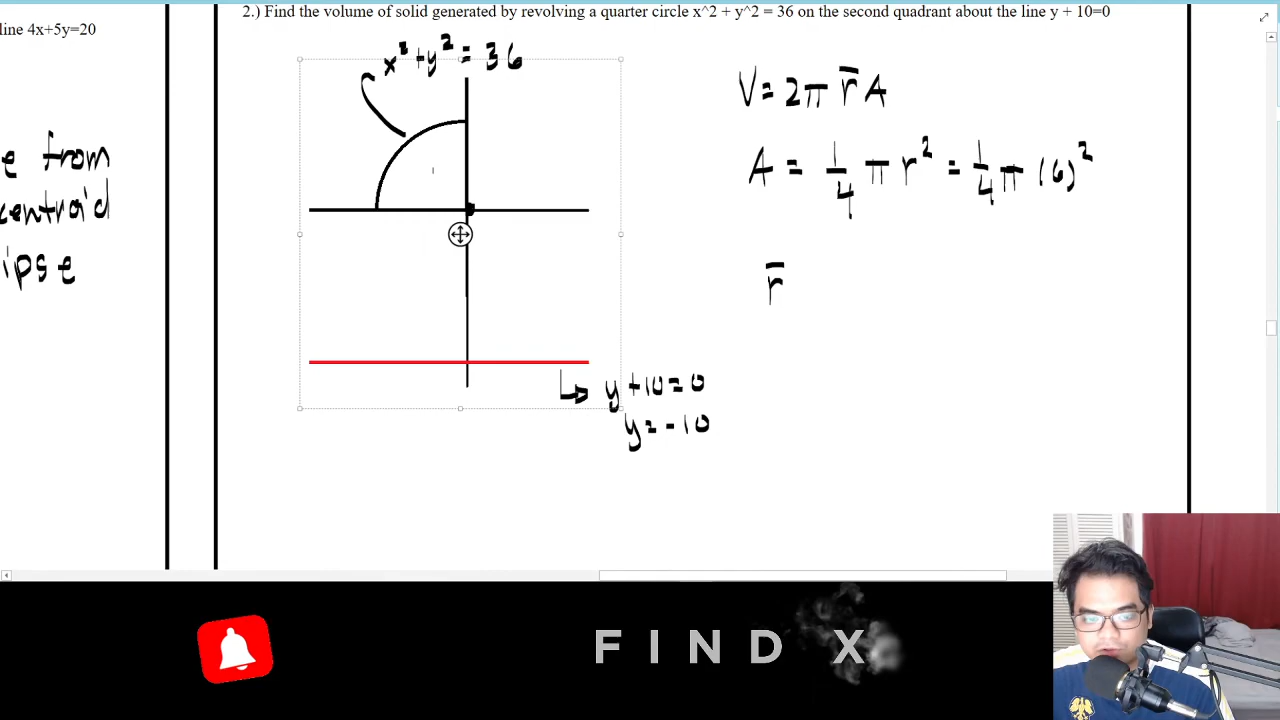 line 4x+5y=20
e from
centroid
ipse
2.) Find the volume of solid generated by revolving a quarter circle x^2 + y^2 = 36 on the second quadrant about the line y + 10=0
x² + y² = 36
V = 2π r̄ A
A = 1/4 π r² = 1/4 π (6)²
r̄
↳ y + 10 = 0
y = -10
FIND X